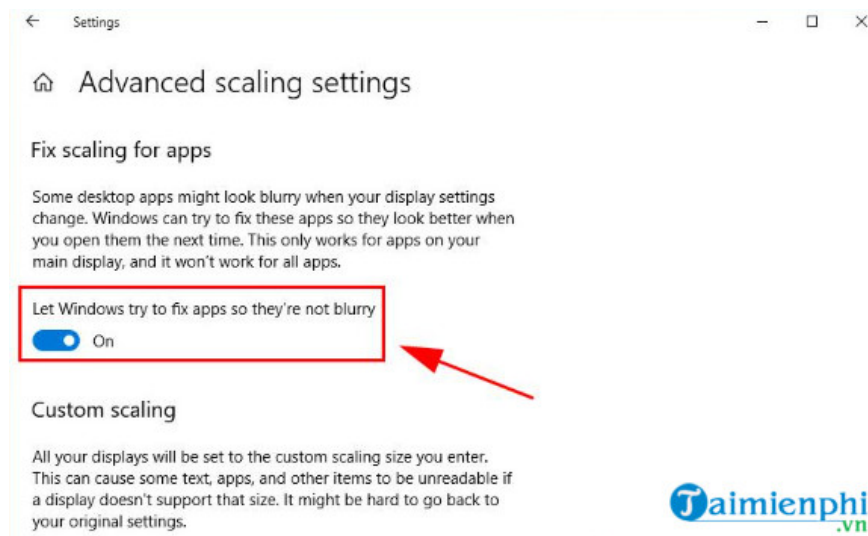 Settings
Advanced scaling settings
Fix scaling for apps
Some desktop apps might look blurry when your display settings
change. Windows can try to fix these apps so they look better when
you open them the next time. This only works for apps on your
main display, and it won't work for all apps.
Let Windows try to fix apps so they're not blurry
On
Custom scaling
All your displays will be set to the custom scaling size you enter.
This can cause some text, apps, and other items to be unreadable if
a display doesn't support that size. It might be hard to go back to
your original settings.
Taimienphi
.vn